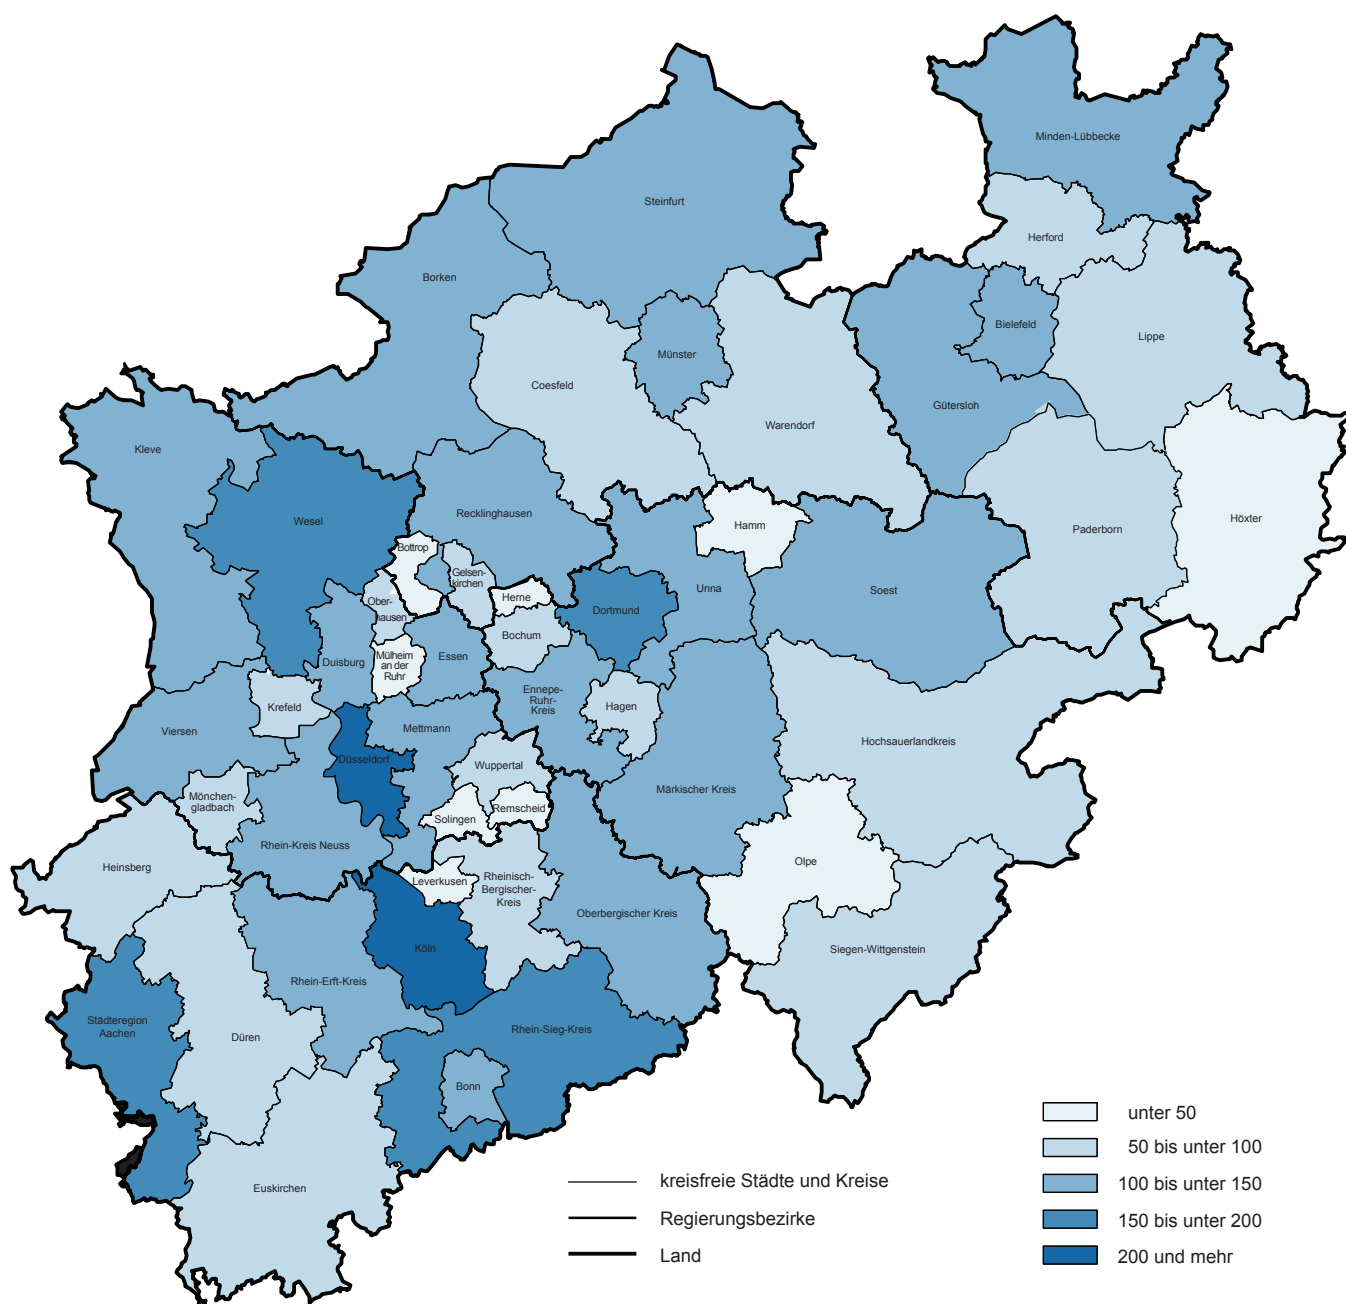 Minden-Lübbecke
Steinfurt
Herford
Borken
Bielefeld
Lippe
Münster
Coesfeld
Gütersloh
Warendorf
Kleve
Recklinghausen
Wesel
Hamm
Höxter
Paderborn
Bottrop
Gelsen-
kirchen
Unna
Soest
Herne
Ober-
hausen
Dortmund
Bochum
Duisburg
Mülheim
an der
Ruhr
Essen
Ennepe-
Ruhr-
Kreis
Hagen
Krefeld
Viersen
Mettmann
Hochsauerlandkreis
Düsseldorf
Wuppertal
Märkischer Kreis
Mönchen-
gladbach
Remscheid
Solingen
Rhein-Kreis Neuss
Heinsberg
Olpe
Leverkusen
Rheinisch-
Bergischer-
Kreis
Oberbergischer Kreis
Köln
Siegen-Wittgenstein
Rhein-Erft-Kreis
Städteregion
Aachen
Rhein-Sieg-Kreis
Düren
Bonn
Euskirchen
kreisfreie Städte und Kreise
Regierungsbezirke
Land
unter 50
50 bis unter 100
100 bis unter 150
150 bis unter 200
200 und mehr